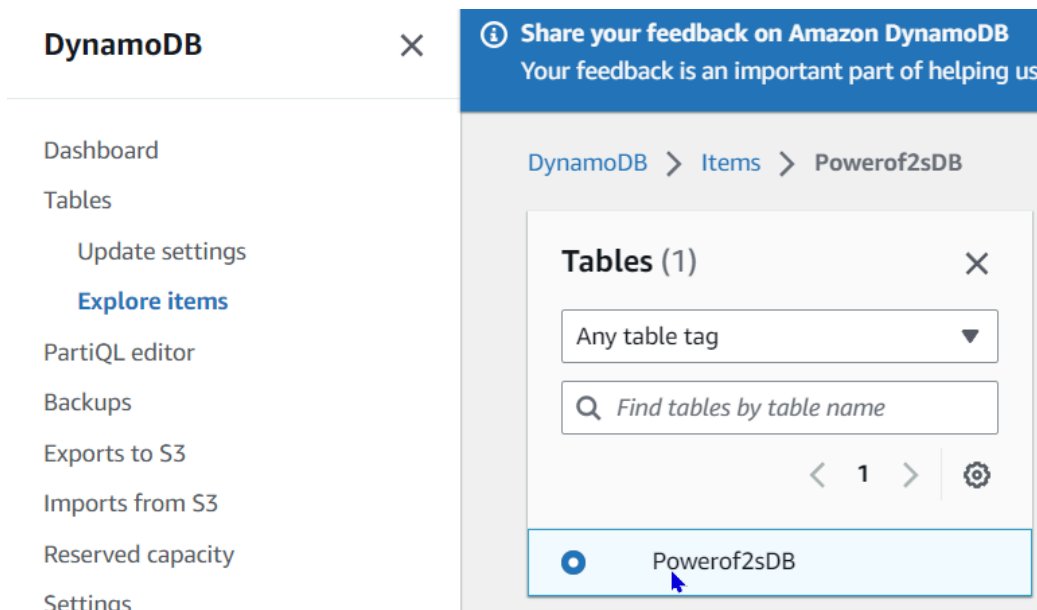 DynamoDB
Dashboard
Tables
Update settings
Explore items
PartiQL editor
Backups
Exports to S3
Imports from S3
Reserved capacity
Settings
Share your feedback on Amazon DynamoDB
Your feedback is an important part of helping us
DynamoDB > Items > Powerof2sDB
Tables (1)
Any table tag
Find tables by table name
< 1 >
Powerof2sDB